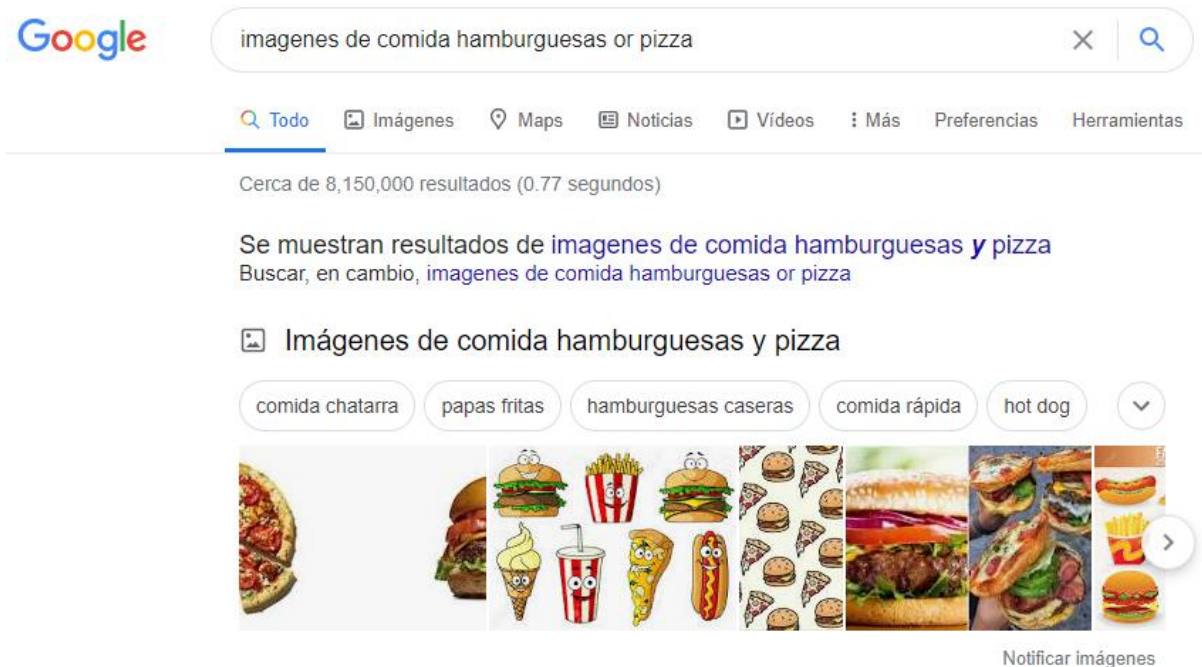 Google
imagenes de comida hamburguesas or pizza
Todo Imágenes Maps Noticias Vídeos Más Preferencias Herramientas
Cerca de 8,150,000 resultados (0.77 segundos)
Se muestran resultados de imagenes de comida hamburguesas y pizza
Buscar, en cambio, imagenes de comida hamburguesas or pizza
Imágenes de comida hamburguesas y pizza
comida chatarra papas fritas hamburguesas caseras comida rápida hot dog
Notificar imágenes